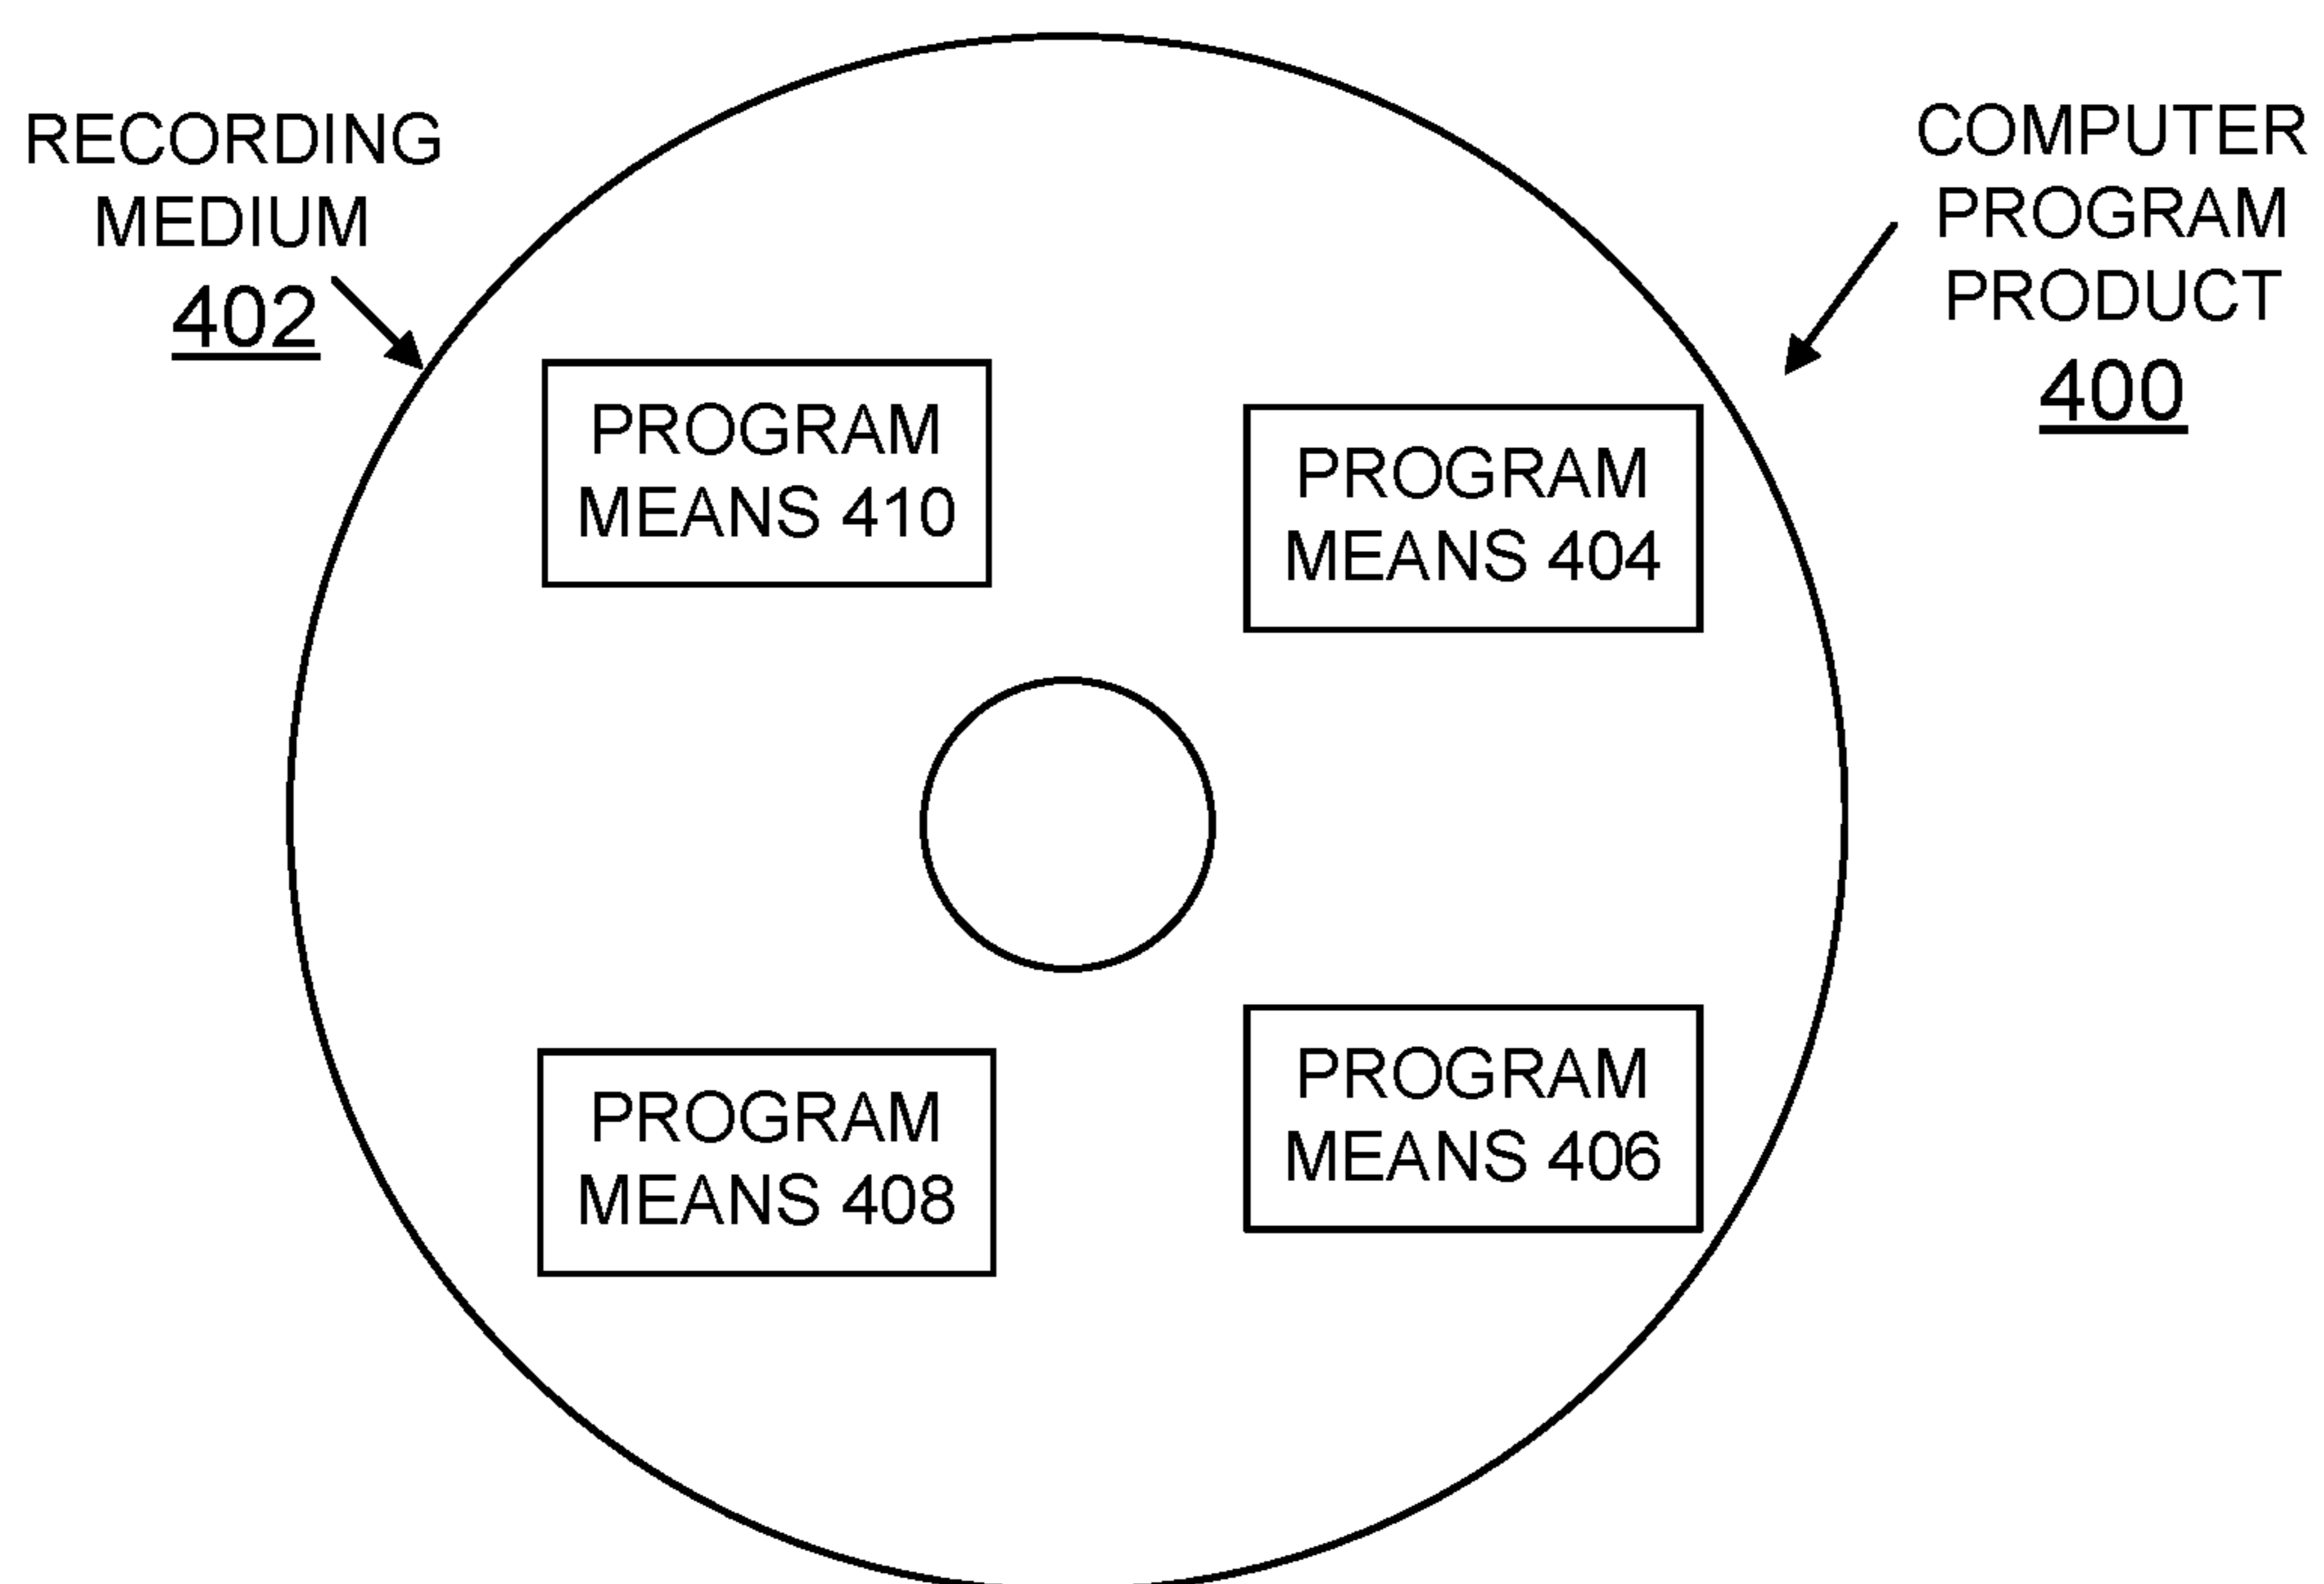 RECORDING
MEDIUM
402
COMPUTER
PROGRAM
PRODUCT
400
PROGRAM
MEANS 410
PROGRAM
MEANS 404
PROGRAM
MEANS 408
PROGRAM
MEANS 406